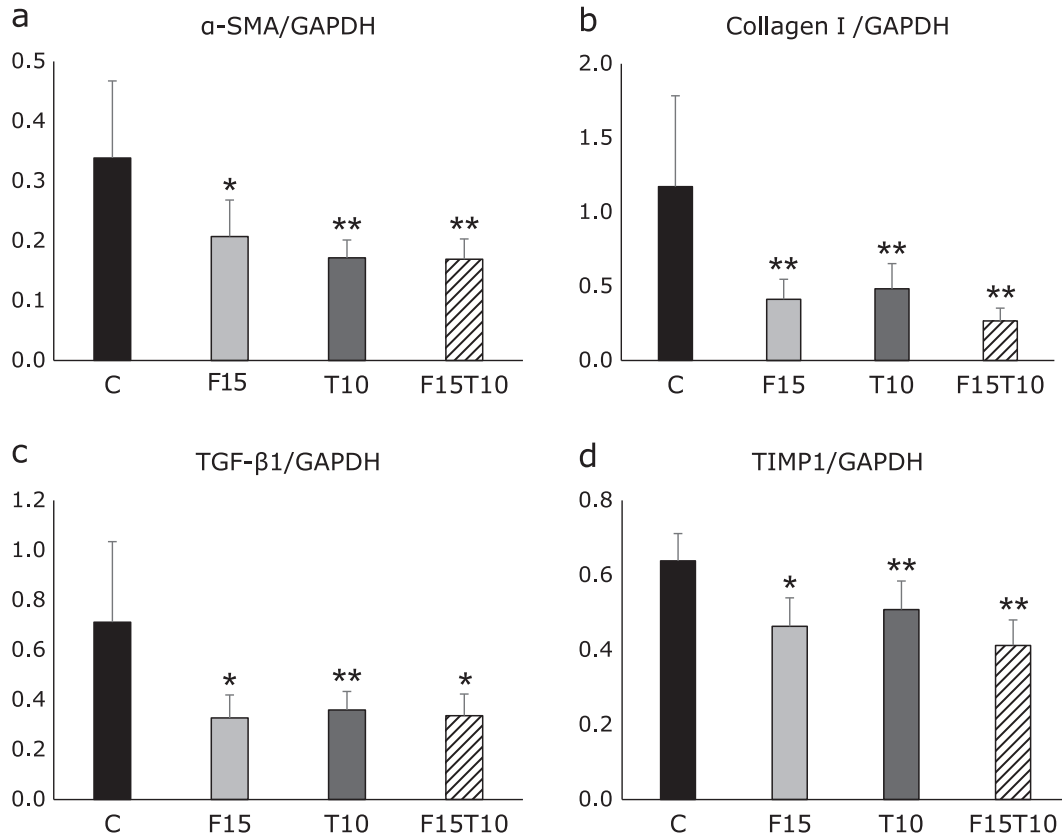 a
α-SMA/GAPDH
0.5
0.4
0.3
0.2
0.1
0.0
*
**
**
C F15 T10 F15T10
b
Collagen I /GAPDH
2.0
1.5
1.0
0.5
0.0
**
**
**
C F15 T10 F15T10
c
TGF-β1/GAPDH
1.2
1.0
0.8
0.6
0.4
0.2
0.0
*
**
*
C F15 T10 F15T10
d
TIMP1/GAPDH
0.8
0.6
0.4
0.2
0.0
*
**
**
C F15 T10 F15T10